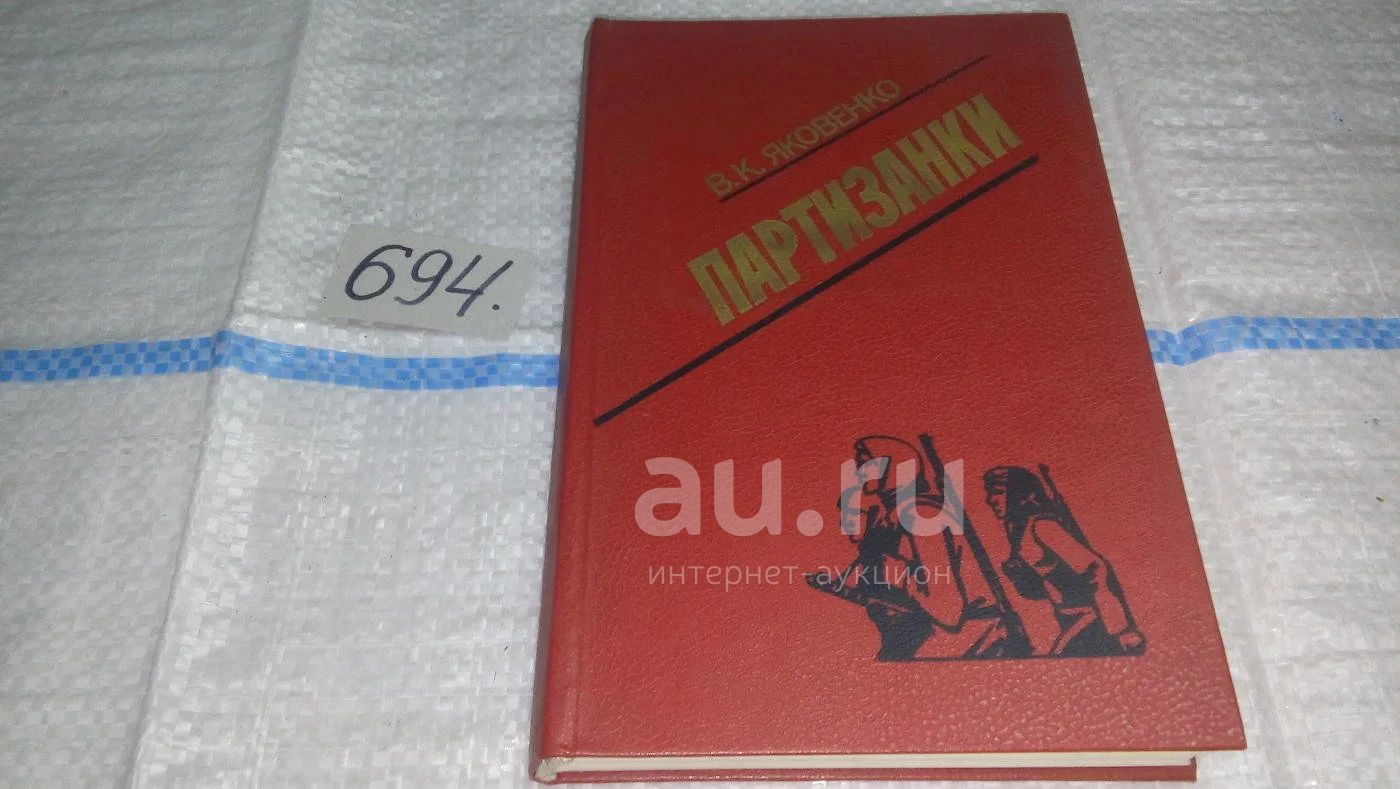 694.
В.К. ЯКОВЕНКО
ПАРТИЗАНКИ
au.ru
интернет-аукцион